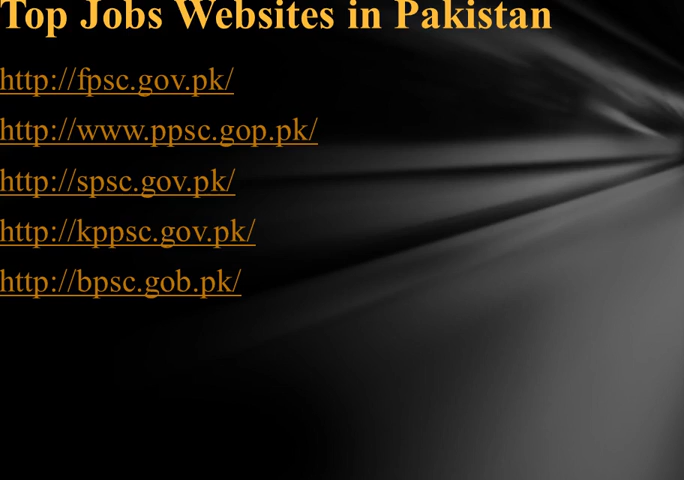 Top Jobs Websites in Pakistan
http://fpsc.gov.pk/
http://www.ppsc.gop.pk/
http://spsc.gov.pk/
http://kppsc.gov.pk/
http://bpsc.gob.pk/